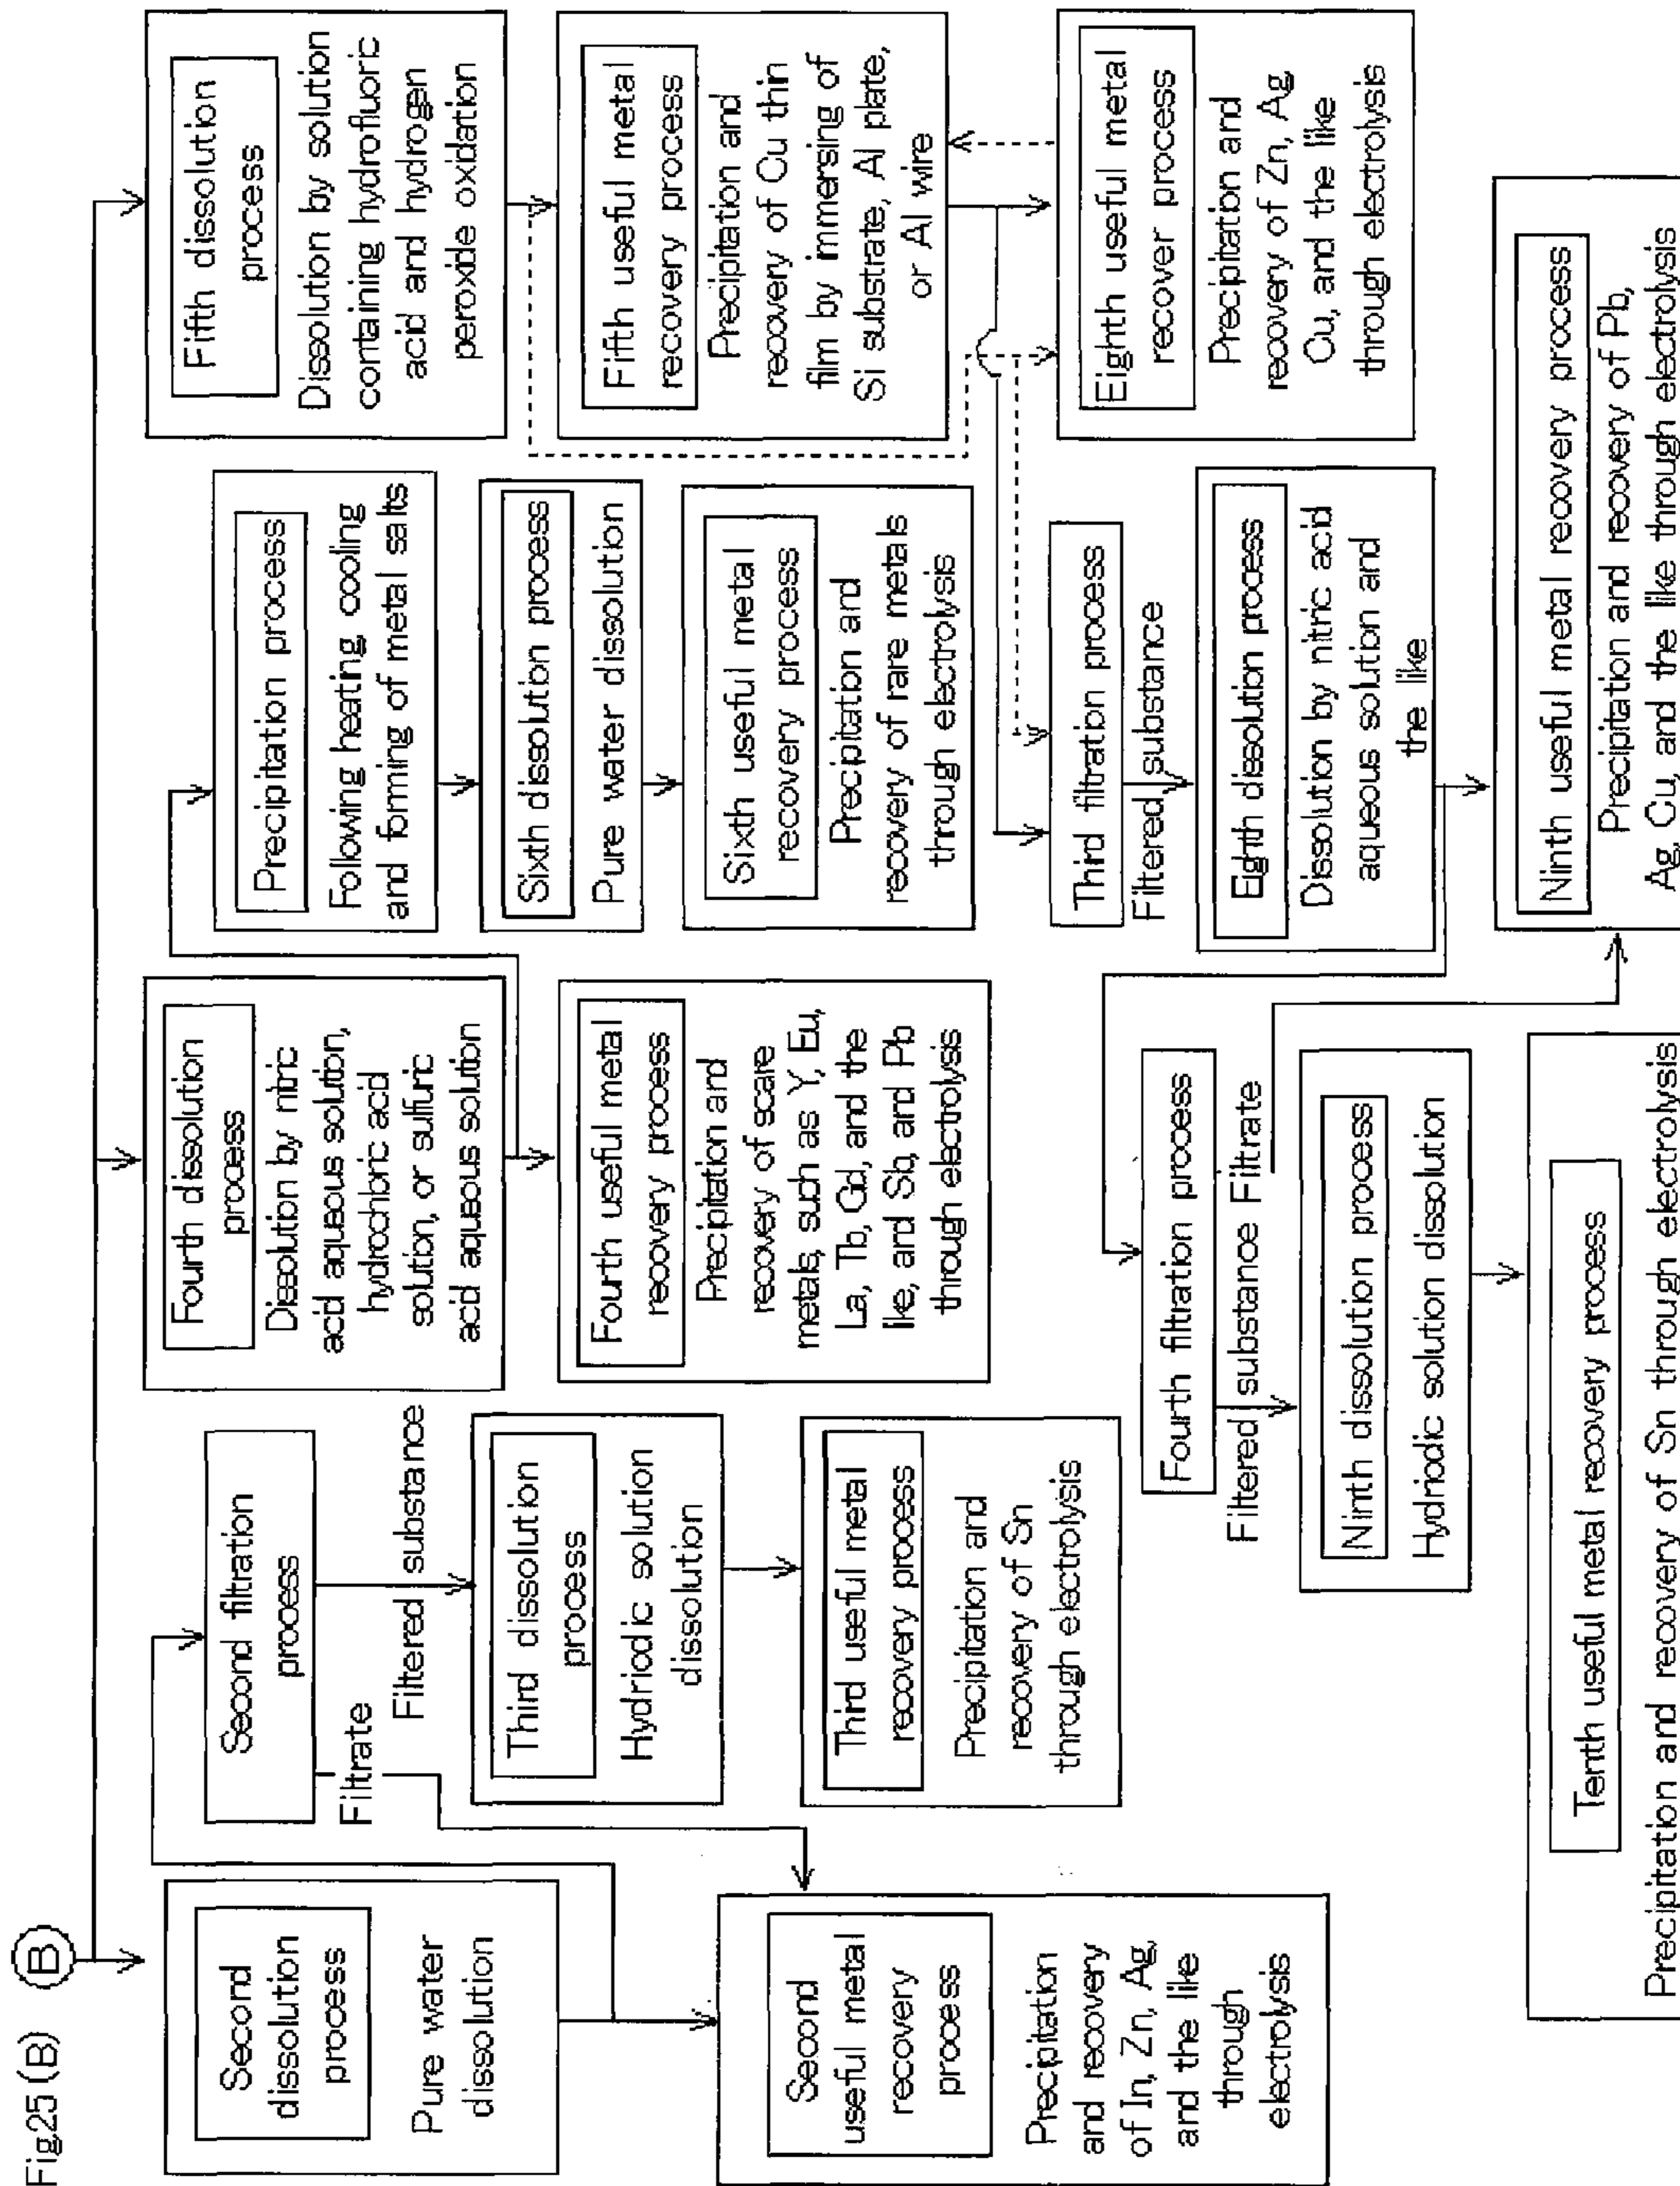 Fig25 (B)
B
Second
dissolution
process
Pure water
dissolution
Second
useful metal
recovery
process
Precipitation
and recovery
of In, Zn, Ag,
and the like
through
electrolysis
Second filtration
process
Filtrate
Filtered substance
Third dissolution
process
Hydriodic solution
dissolution
Third useful metal
recovery process
Precipitation and
recovery of Sn
through electrolysis
Fourth dissolution
process
Dissolution by nitric
acid aqueous solution,
hydrochloric acid
solution, or sulfuric
acid aqueous solution
Fourth useful metal
recovery process
Precipitation and
recovery of scare
metals, such as Y, Eu,
La, Tb, Gd, and the
like, and Sb, and Pb
through electrolysis
Precipitation process
Following heating, cooling
and forming of metal salts
Sixth dissolution process
Pure water dissolution
Sixth useful metal
recovery process
Precipitation and
recovery of rare metals
through electrolysis
Fifth dissolution
process
Dissolution by solution
containing hydrofluoric
acid and hydrogen
peroxide oxidation
Fifth useful metal
recovery process
Precipitation and
recovery of Cu thin
film by immersing of
Si substrate, Al plate,
or Al wire
Eighth useful metal
recover process
Precipitation and
recovery of Zn, Ag
Cu, and the like
through electrolysis
Third filtration process
Filtered substance
Eighth dissolution process
Dissolution by nitric acid
aqueous solution and
the like
Fourth filtration process
Filtered substance Filtrate
Ninth dissolution process
Hydriodic solution dissolution
Ninth useful metal recovery process
Precipitation and recovery of Pb,
Ag, Cu, and the like through electrolysis
Tenth useful metal recovery process
Precipitation and recovery of Sn through electrolysis